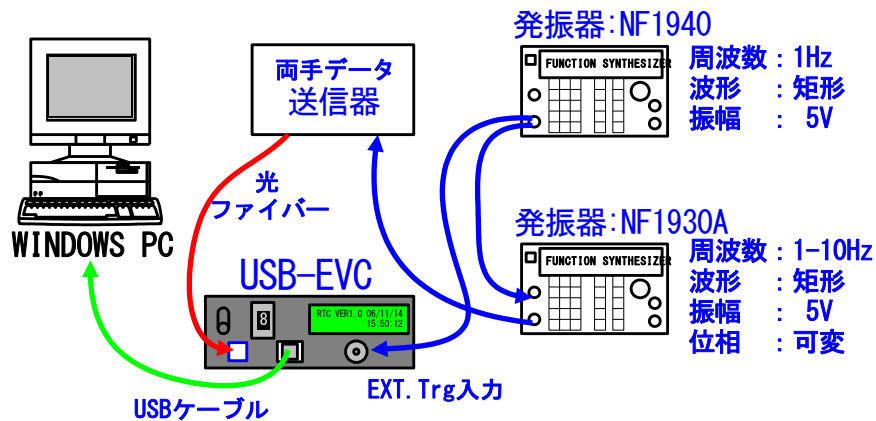 発振器:NF1940
FUNCTION SYNTHESIZER
周波数:1Hz
波形 :矩形
振幅 : 5V
両手データ
送信器
光
ファイバー
WINDOWS PC
発振器:NF1930A
FUNCTION SYNTHESIZER
周波数:1-10Hz
波形 :矩形
振幅 : 5V
位相 :可変
USB-EVC
8
RTC VER1.0 06/11/14
15:50:12
EXT.Trg入力
USBケーブル